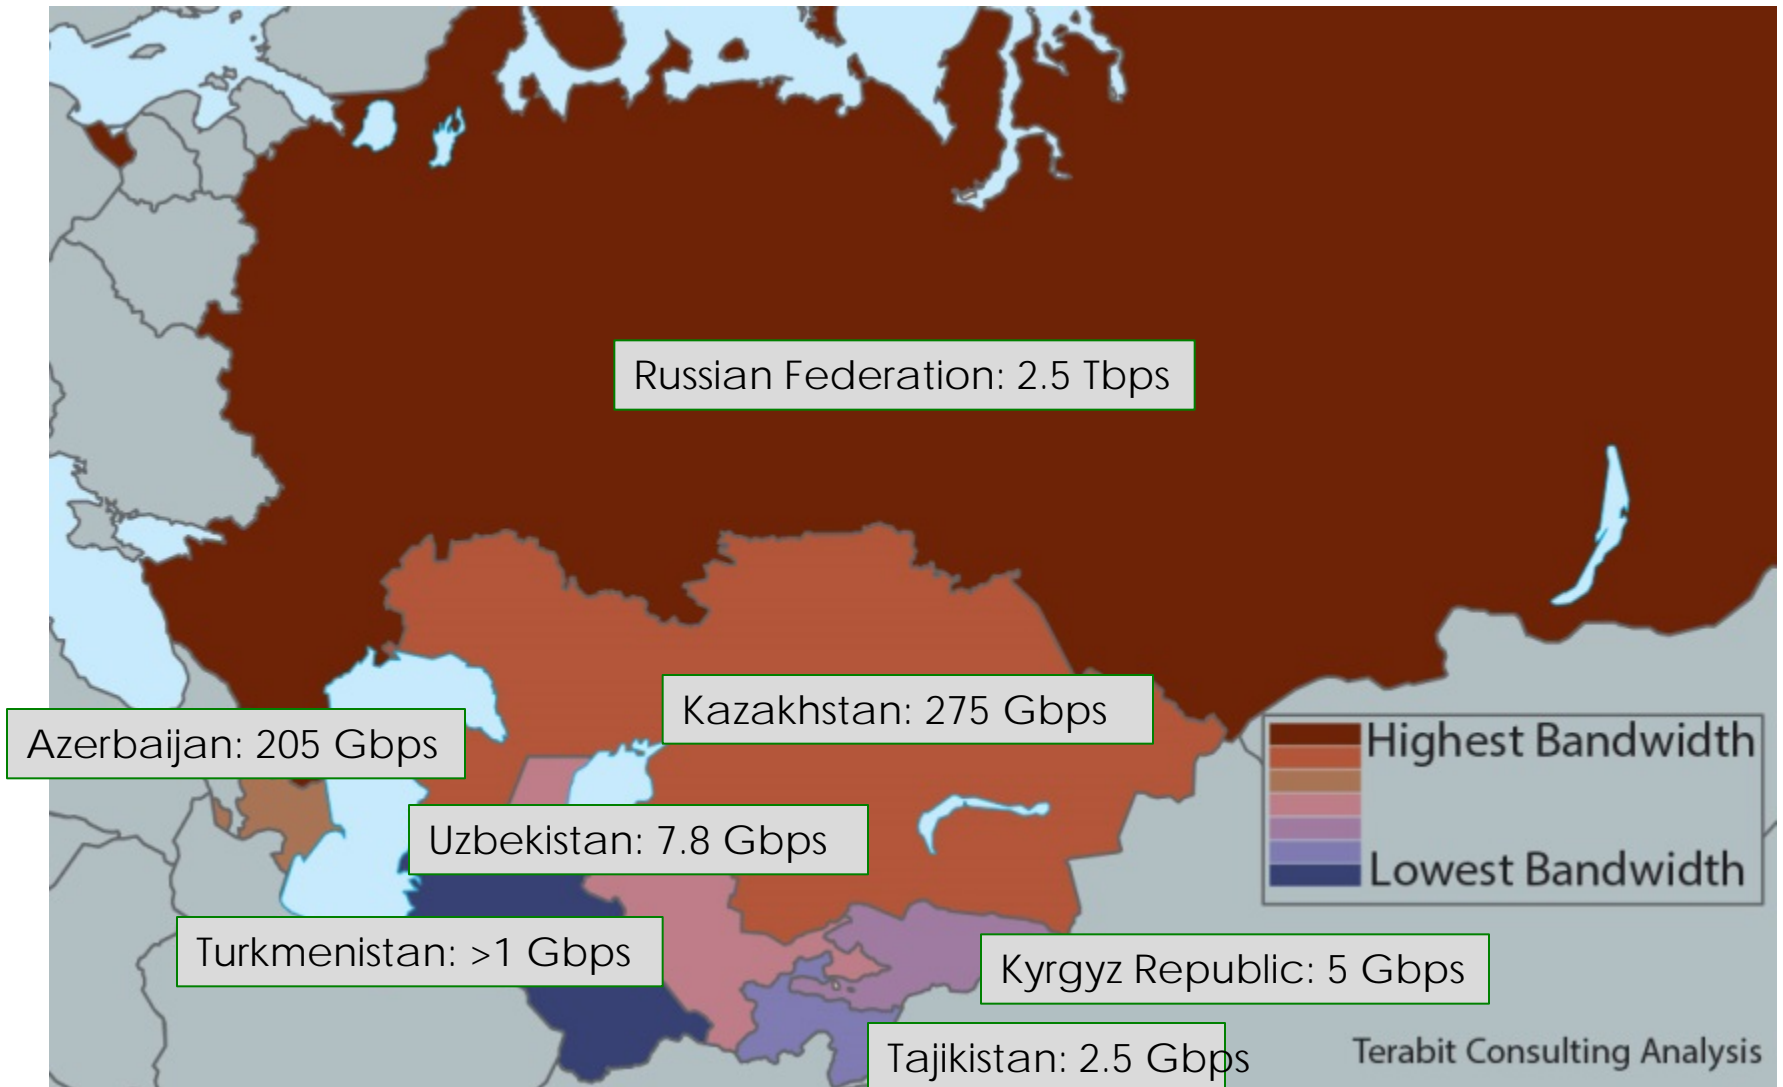 Russian Federation: 2.5 Tbps
Kazakhstan: 275 Gbps
Azerbaijan: 205 Gbps
Highest Bandwidth
Uzbekistan: 7.8 Gbps
Lowest Bandwidth
Turkmenistan: >1 Gbps
Kyrgyz Republic: 5 Gbps
Tajikistan: 2.5 Gbps
Terabit Consulting Analysis